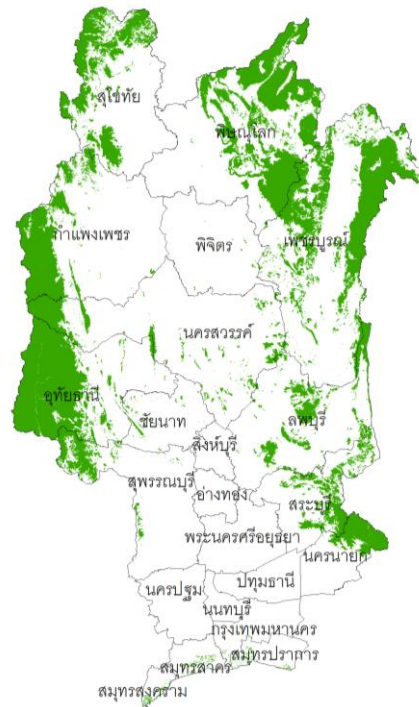 สุโขทัย
พิษณุโลก
กำแพงเพชร
พิจิตร
เพชรบูรณ์
นครสวรรค์
อุทัยธานี
ชัยนาท
ลพบุรี
สิงห์บุรี
สุพรรณบุรี
อ่างทอง
สระบุรี
พระนครศรีอยุธยา
นครนายก
ปทุมธานี
นครปฐม
นนทบุรี
กรุงเทพมหานคร
สมุทรปราการ
สมุทรสาคร
สมุทรสงคราม